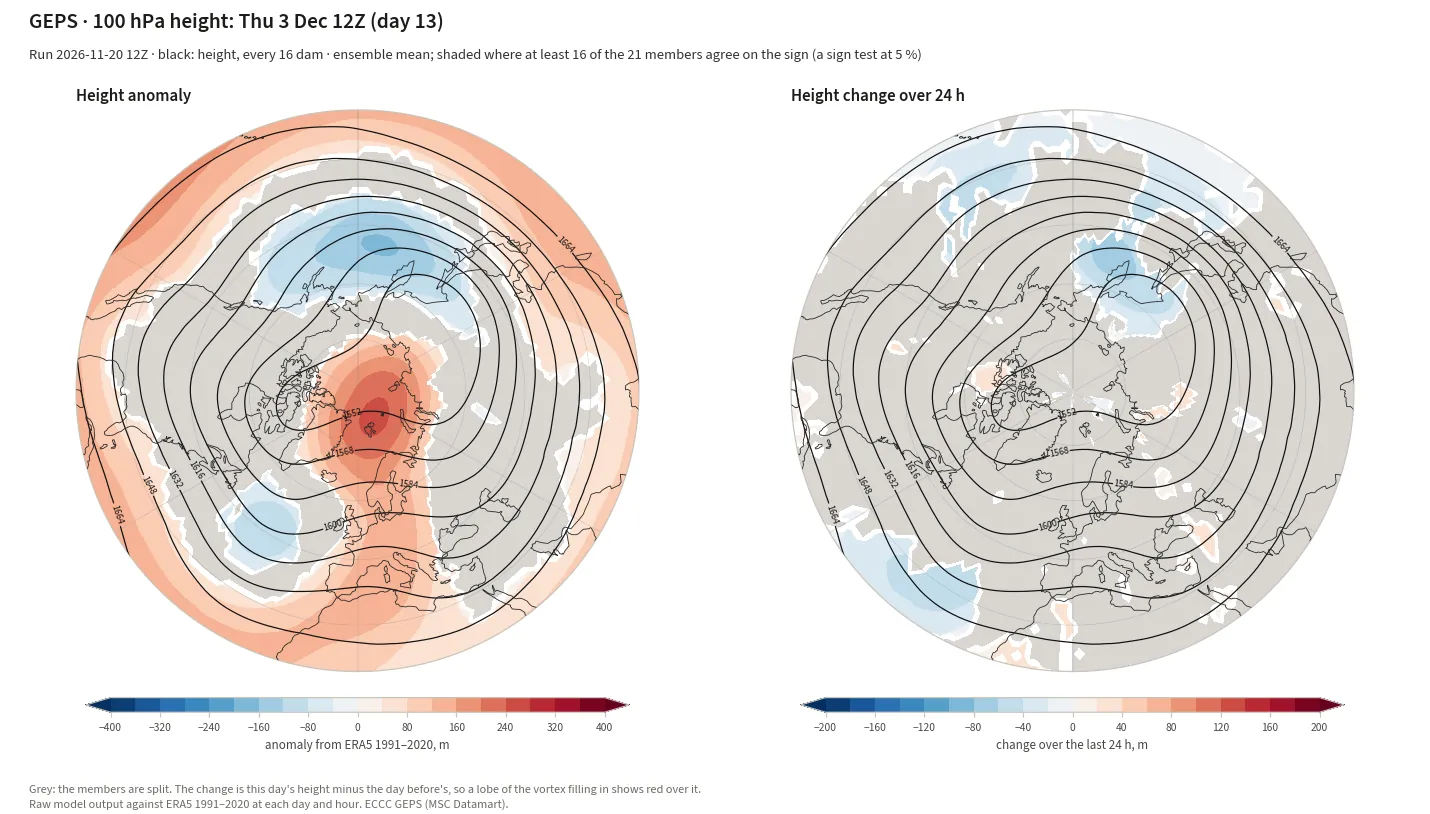 GEPS · 100 hPa height: Thu 3 Dec 12Z (day 13)
Run 2026-11-20 12Z · black: height, every 16 dam · ensemble mean; shaded where at least 16 of the 21 members agree on the sign (a sign test at 5 %)
Height anomaly
Height change over 24 h
1664
1552
1568
1584
1600
1616
1632
1648
1664
1664
1552
1568
1584
1600
1616
1632
1648
1664
−400 −320 −240 −160 −80 0 80 160 240 320 400
anomaly from ERA5 1991–2020, m
−200 −160 −120 −80 −40 0 40 80 120 160 200
change over the last 24 h, m
Grey: the members are split. The change is this day's height minus the day before's, so a lobe of the vortex filling in shows red over it.
Raw model output against ERA5 1991–2020 at each day and hour. ECCC GEPS (MSC Datamart).